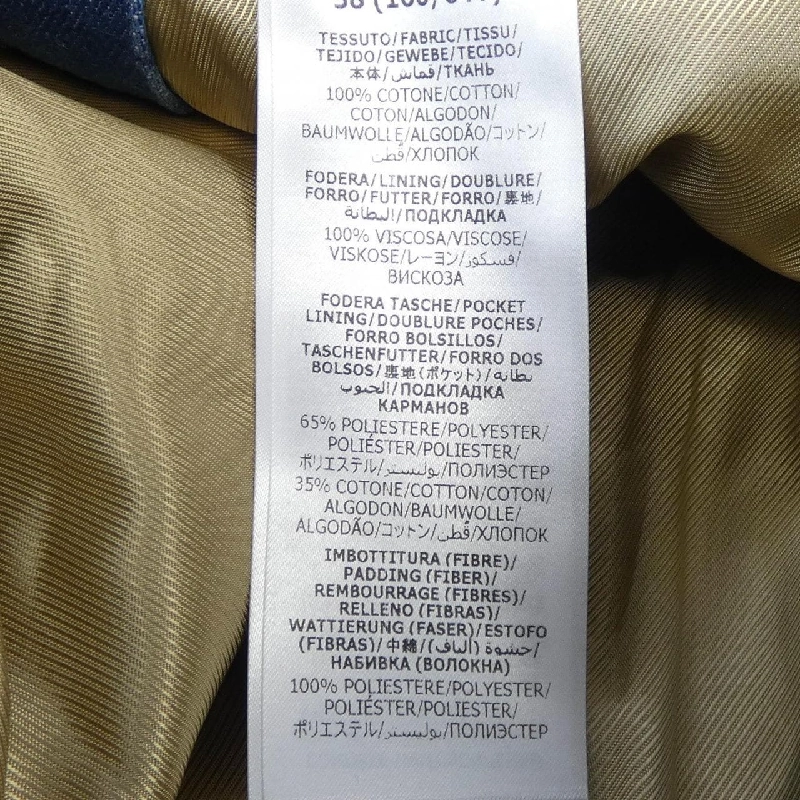 TESSUTO/FABRIC/TISSU/
TEJIDO/GEWEBE/TECIDO/
本体/قماش/ТКАНЬ
100% COTONE/COTTON/
COTON/ALGODON/
BAUMWOLLE/ALGODÃO/コットン/
قطن/ХЛОПОК
FODERA/LINING/DOUBLURE/
FORRO/FUTTER/FORRO/裏地/
البطانة/ПОДКЛАДКА
100% VISCOSA/VISCOSE/
VISKOSE/レーヨン/فسكوز/
ВИСКОЗА
FODERA TASCHE/POCKET
LINING/DOUBLURE POCHES/
FORRO BOLSILLOS/
TASCHENFUTTER/FORRO DOS
BOLSOS/裏地(ポケット)/بطانة
الجيوب/ПОДКЛАДКА
КАРМАНОВ
65% POLIESTERE/POLYESTER/
POLIÉSTER/POLIESTER/
ポリエステル/بوليستر/ПОЛИЭСТЕР
35% COTONE/COTTON/COTON/
ALGODON/BAUMWOLLE/
ALGODÃO/コットン/قطن/ХЛОПОК
IMBOTTITURA (FIBRE)/
PADDING (FIBER)/
REMBOURRAGE (FIBRES)/
RELLENO (FIBRAS)/
WATTIERUNG (FASER)/ESTOFO
(FIBRAS)/中綿/حشوة (ألياف)/
НАБИВКА (ВОЛОКНА)
100% POLIESTERE/POLYESTER/
POLIÉSTER/POLIESTER/
ポリエステル/بوليستر/ПОЛИЭСТЕР